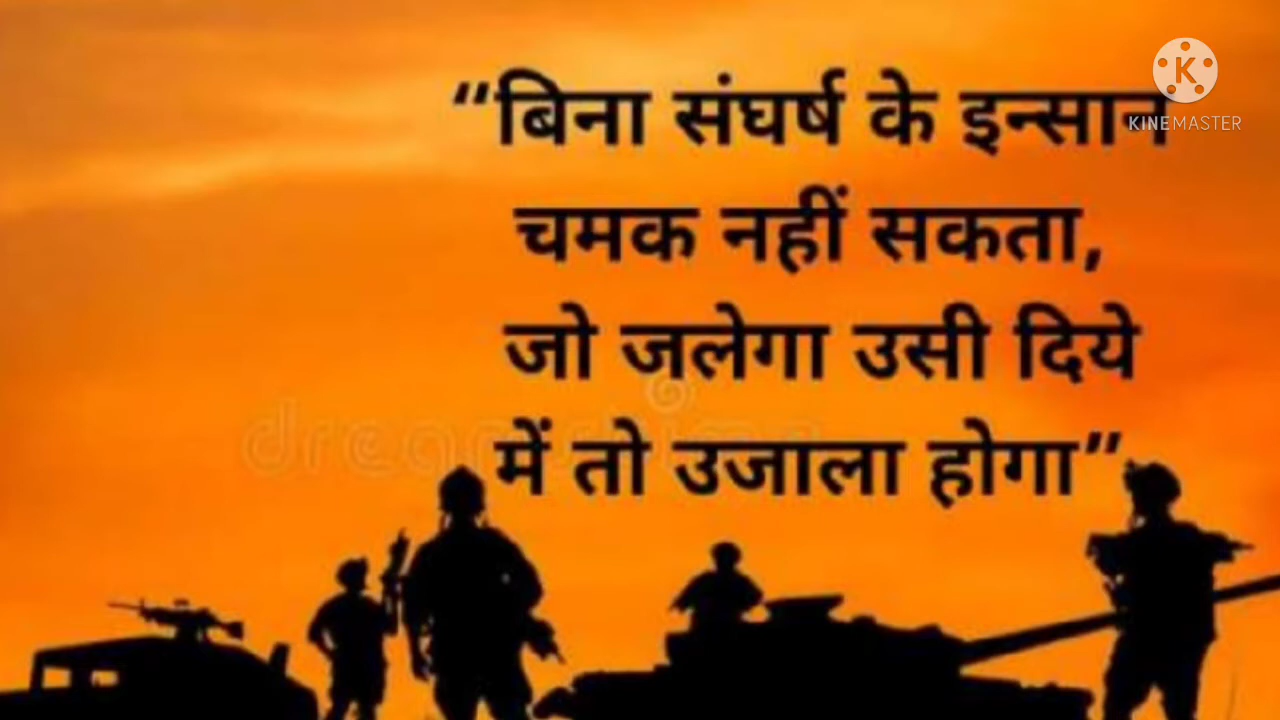 “बिना संघर्ष के इन्सान
चमक नहीं सकता,
जो जलेगा उसी दिये
में तो उजाला होगा”
KINEMASTER